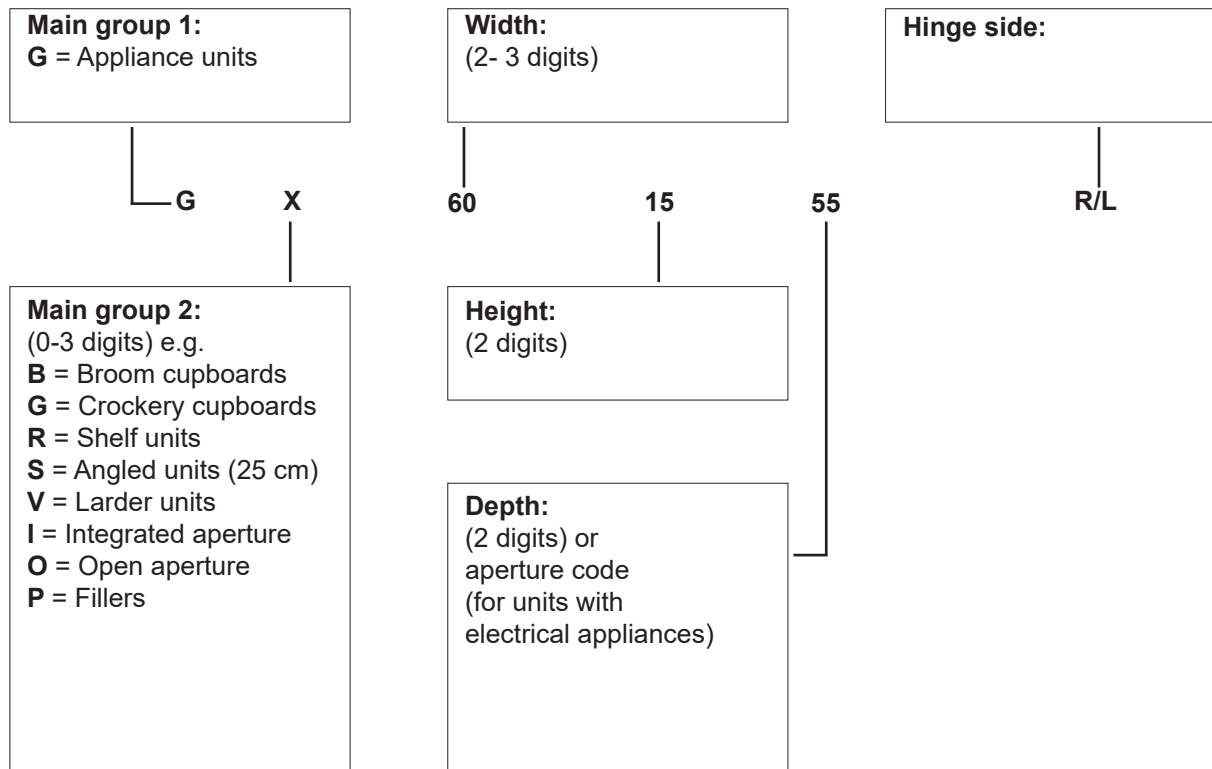 Main group 1:
G = Appliance units
Width:
(2- 3 digits)
Hinge side:
G X 60 15 55 R/L
Main group 2:
(0-3 digits) e.g.
B = Broom cupboards
G = Crockery cupboards
R = Shelf units
S = Angled units (25 cm)
V = Larder units
I = Integrated aperture
O = Open aperture
P = Fillers
Height:
(2 digits)
Depth:
(2 digits) or
aperture code
(for units with
electrical appliances)